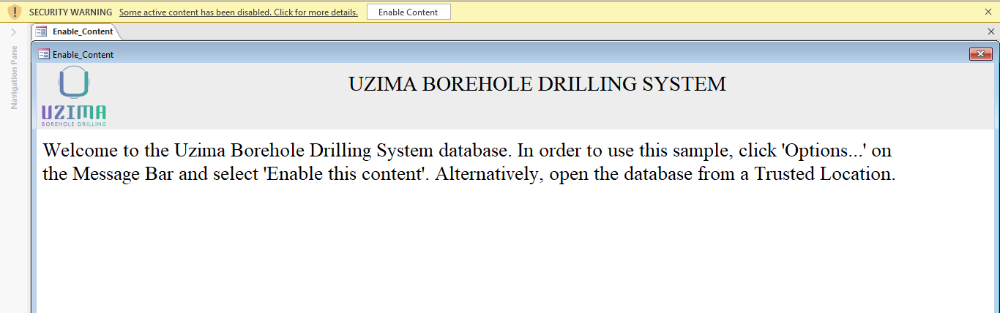 SECURITY WARNING Some active content has been disabled. Click for more details. Enable Content
Enable_Content
Navigation Pane
Enable_Content
UZIMA BOREHOLE DRILLING SYSTEM
UZIMA
BOREHOLE DRILLING
Welcome to the Uzima Borehole Drilling System database. In order to use this sample, click 'Options...' on
the Message Bar and select 'Enable this content'. Alternatively, open the database from a Trusted Location.